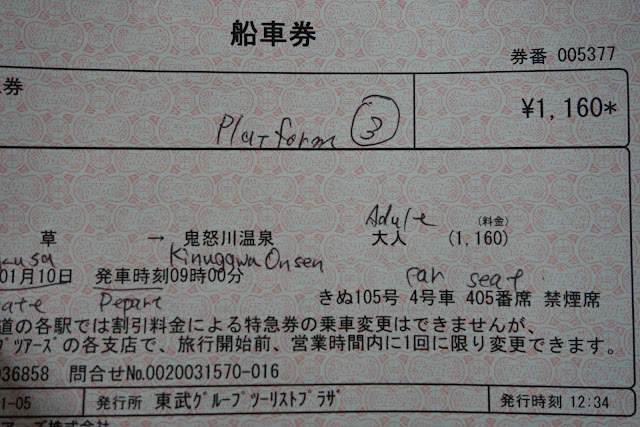 船車券
券番 005377
券
¥1,160*
Platform ③
Adulte (料金)
草 → 鬼怒川温泉 大人 (1,160)
kusa Kinugawa Onsen
01月10日 発車時刻09時00分 car seat
ate Depart きぬ105号 4号車 405番席 禁煙席
道の各駅では割引料金による特急券の乗車変更はできませんが、
ブツアーズの各支店で、旅行開始前、営業時間内に1回に限り変更できます。
036858 問合せNo.0020031570-016
1-05 発行所 東武グループツーリストプラザ 発行時刻 12:34